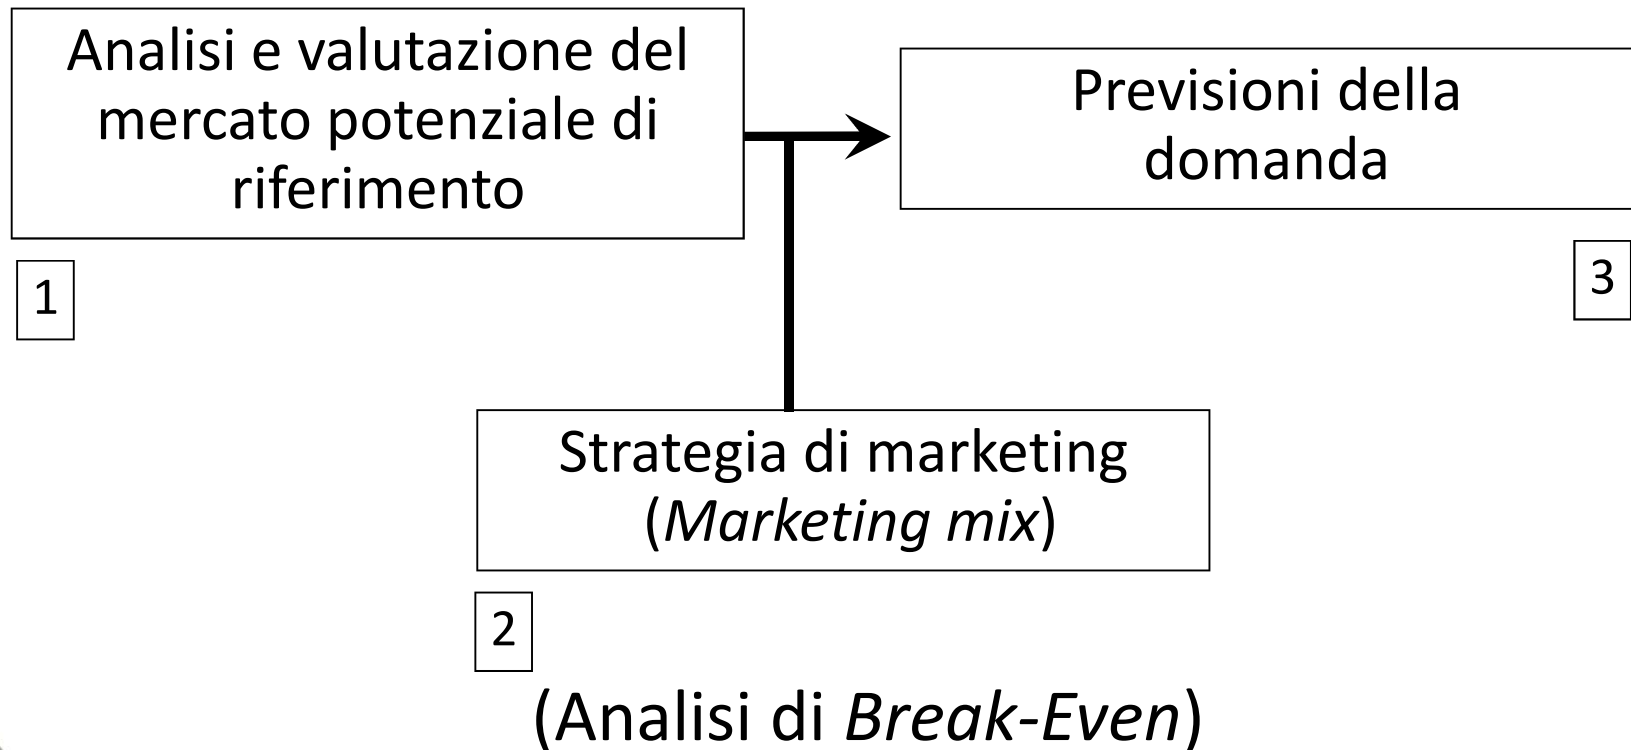 Analisi e valutazione del
mercato potenziale di
riferimento
1
Previsioni della
domanda
3
Strategia di marketing
(Marketing mix)
2
(Analisi di Break-Even)